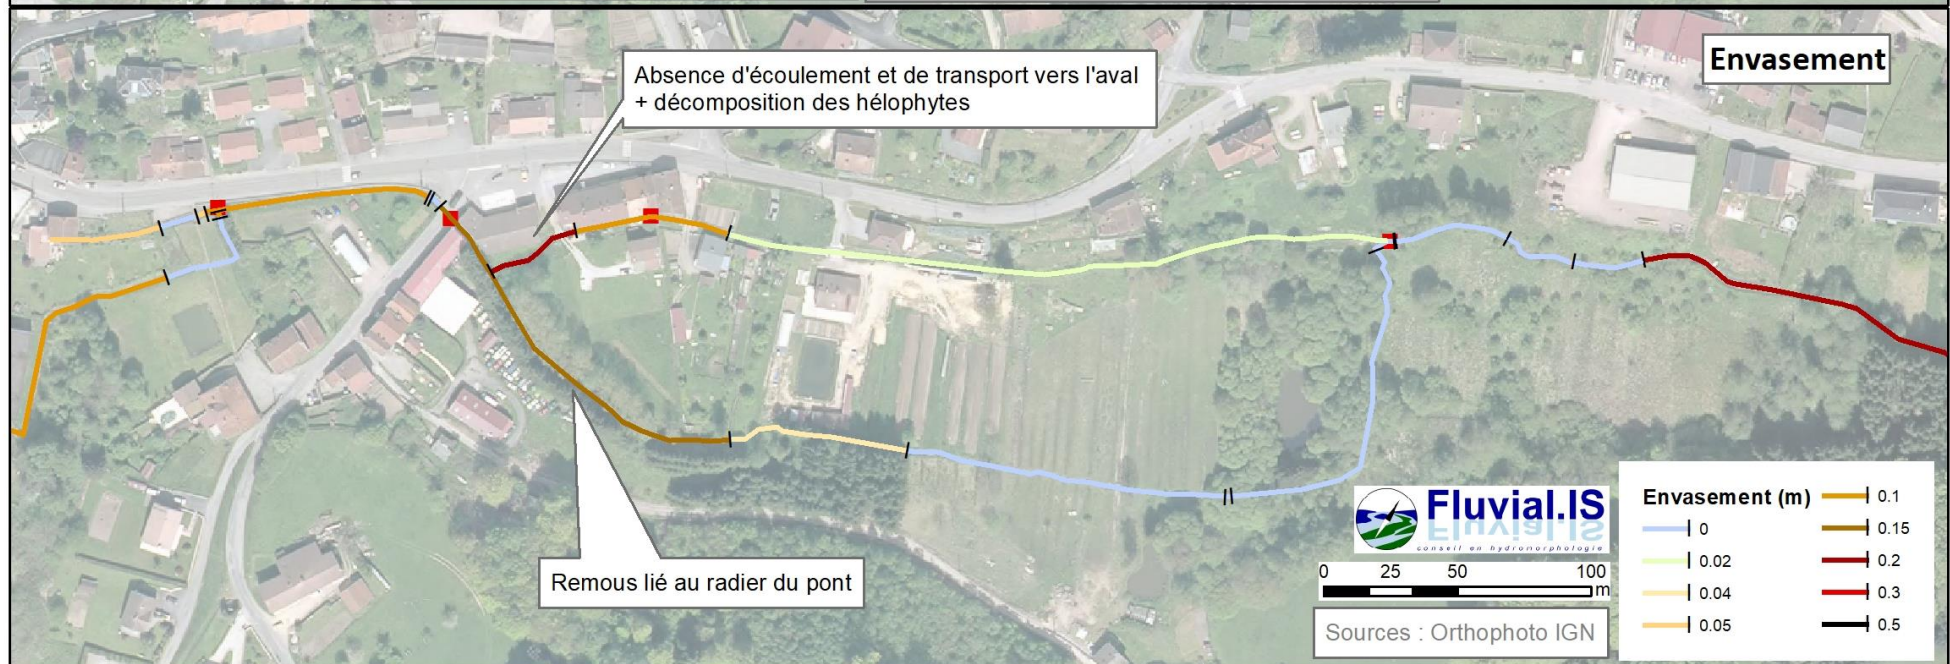 Envasement
Absence d'écoulement et de transport vers l'aval
+ décomposition des hélophytes
Remous lié au radier du pont
Fluvial.IS
conseil en hydromorphologie
0 25 50 100
m
Sources : Orthophoto IGN
Envasement (m)
0
0.02
0.04
0.05
0.1
0.15
0.2
0.3
0.5